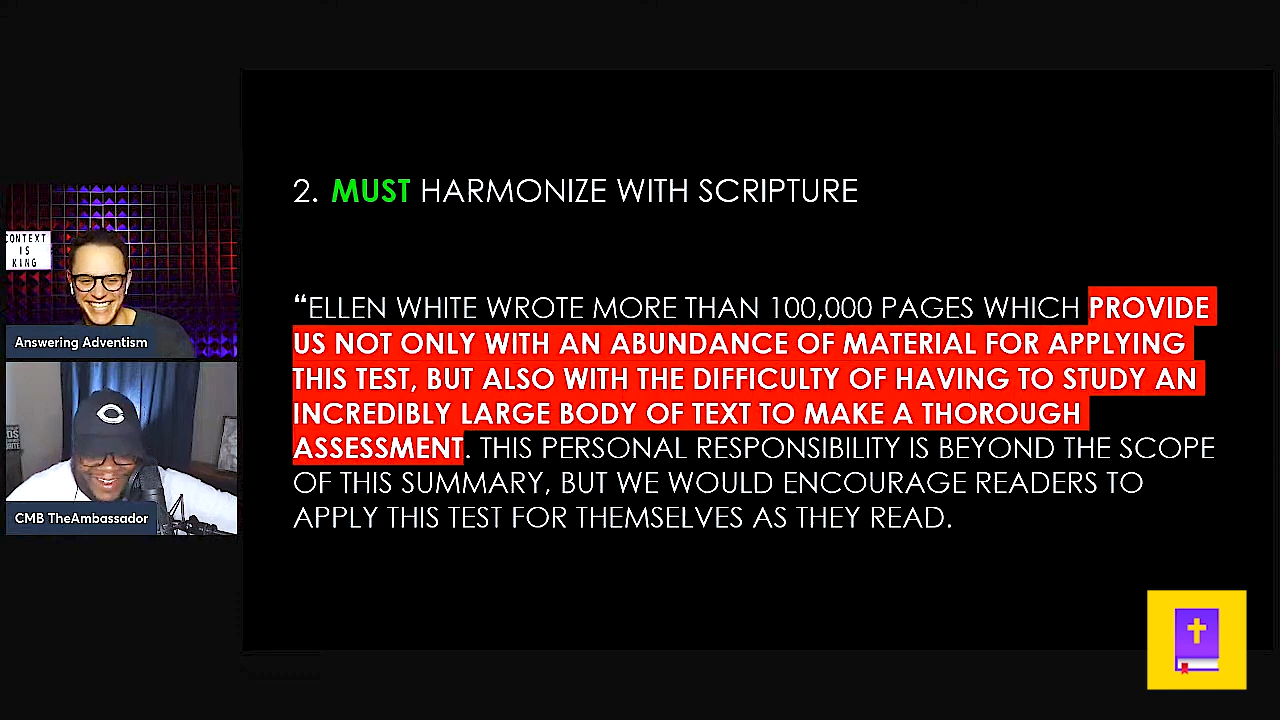 2. MUST HARMONIZE WITH SCRIPTURE
“ELLEN WHITE WROTE MORE THAN 100,000 PAGES WHICH PROVIDE
US NOT ONLY WITH AN ABUNDANCE OF MATERIAL FOR APPLYING
THIS TEST, BUT ALSO WITH THE DIFFICULTY OF HAVING TO STUDY AN
INCREDIBLY LARGE BODY OF TEXT TO MAKE A THOROUGH
ASSESSMENT. THIS PERSONAL RESPONSIBILITY IS BEYOND THE SCOPE
OF THIS SUMMARY, BUT WE WOULD ENCOURAGE READERS TO
APPLY THIS TEST FOR THEMSELVES AS THEY READ.
CONTEXT
IS
KING
Answering Adventism
C
CMB TheAmbassador